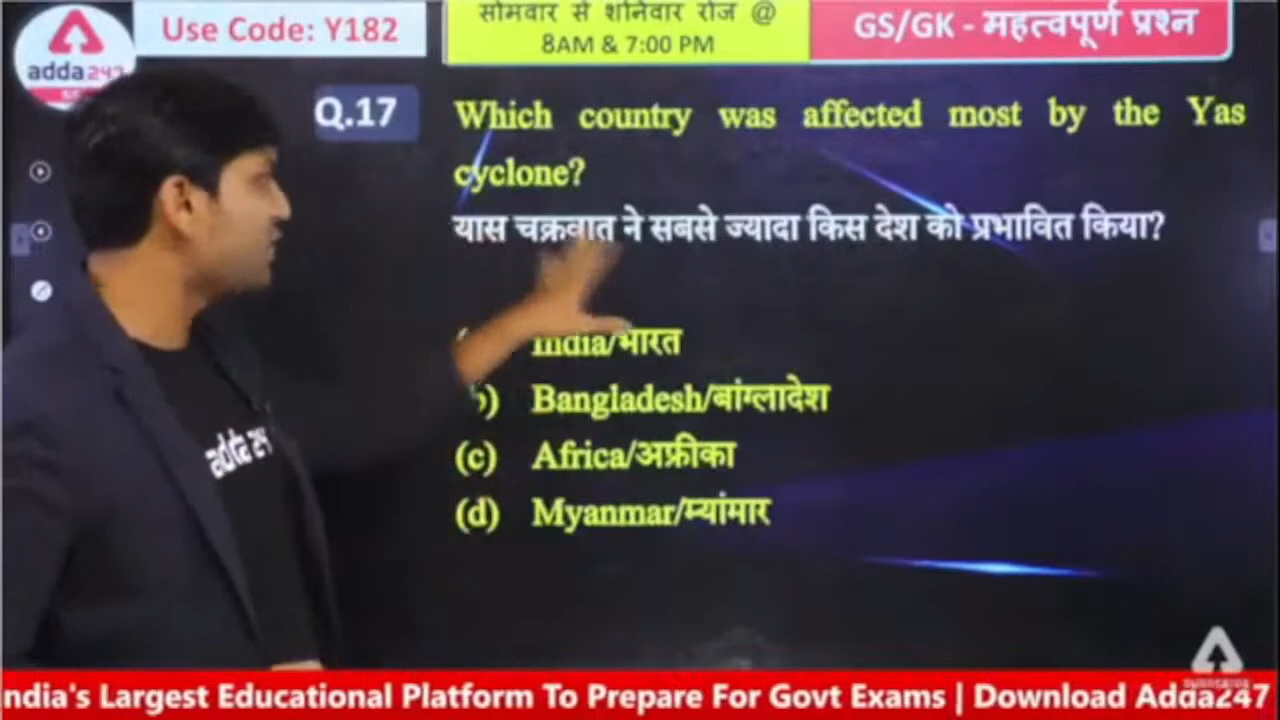 adda247
Use Code: Y182
सोमवार से शनिवार रोज @
8AM & 7:00 PM
GS/GK - महत्वपूर्ण प्रश्न
Q.17
Which country was affected most by the Yas
cyclone?
यास चक्रवात ने सबसे ज्यादा किस देश को प्रभावित किया?
India/भारत
Bangladesh/बांग्लादेश
(c) Africa/अफ्रीका
(d) Myanmar/म्यांमार
adda 24
ndia's Largest Educational Platform To Prepare For Govt Exams | Download Adda247